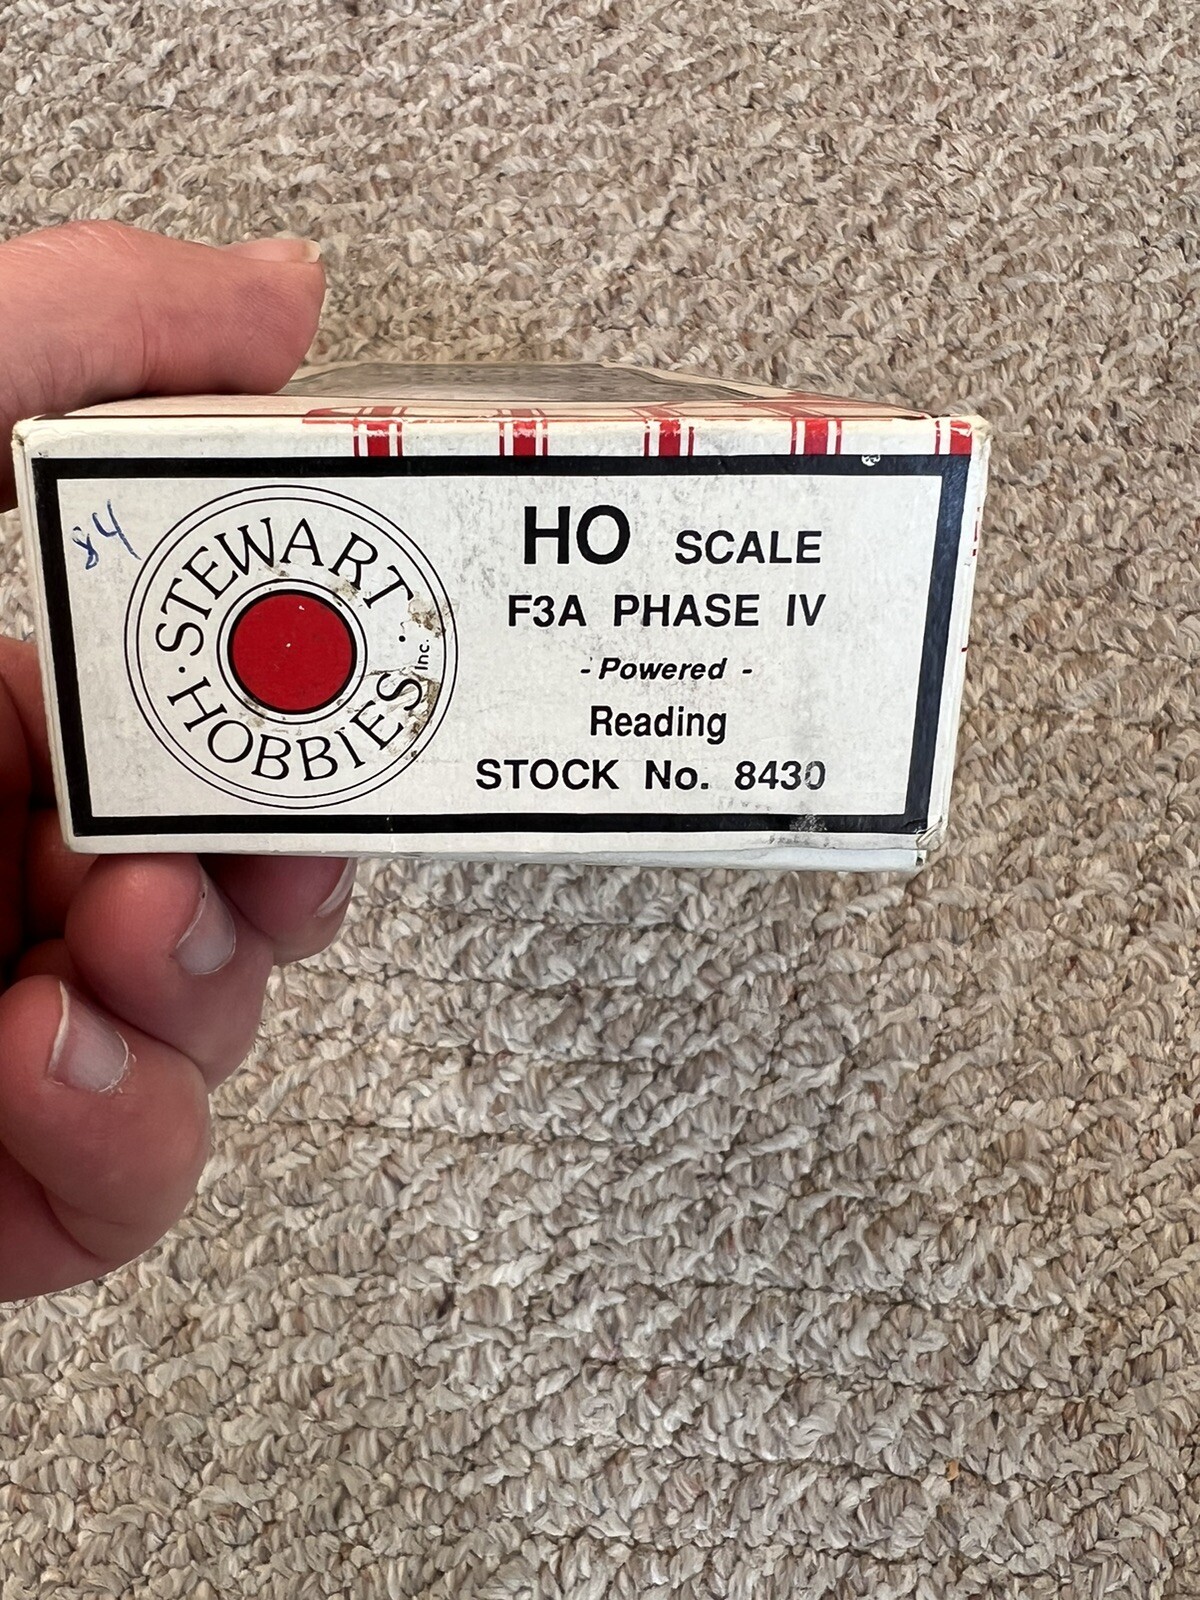 84
STEWART
HOBBIES Inc.
HO SCALE
F3A PHASE IV
- Powered -
Reading
STOCK No. 8430